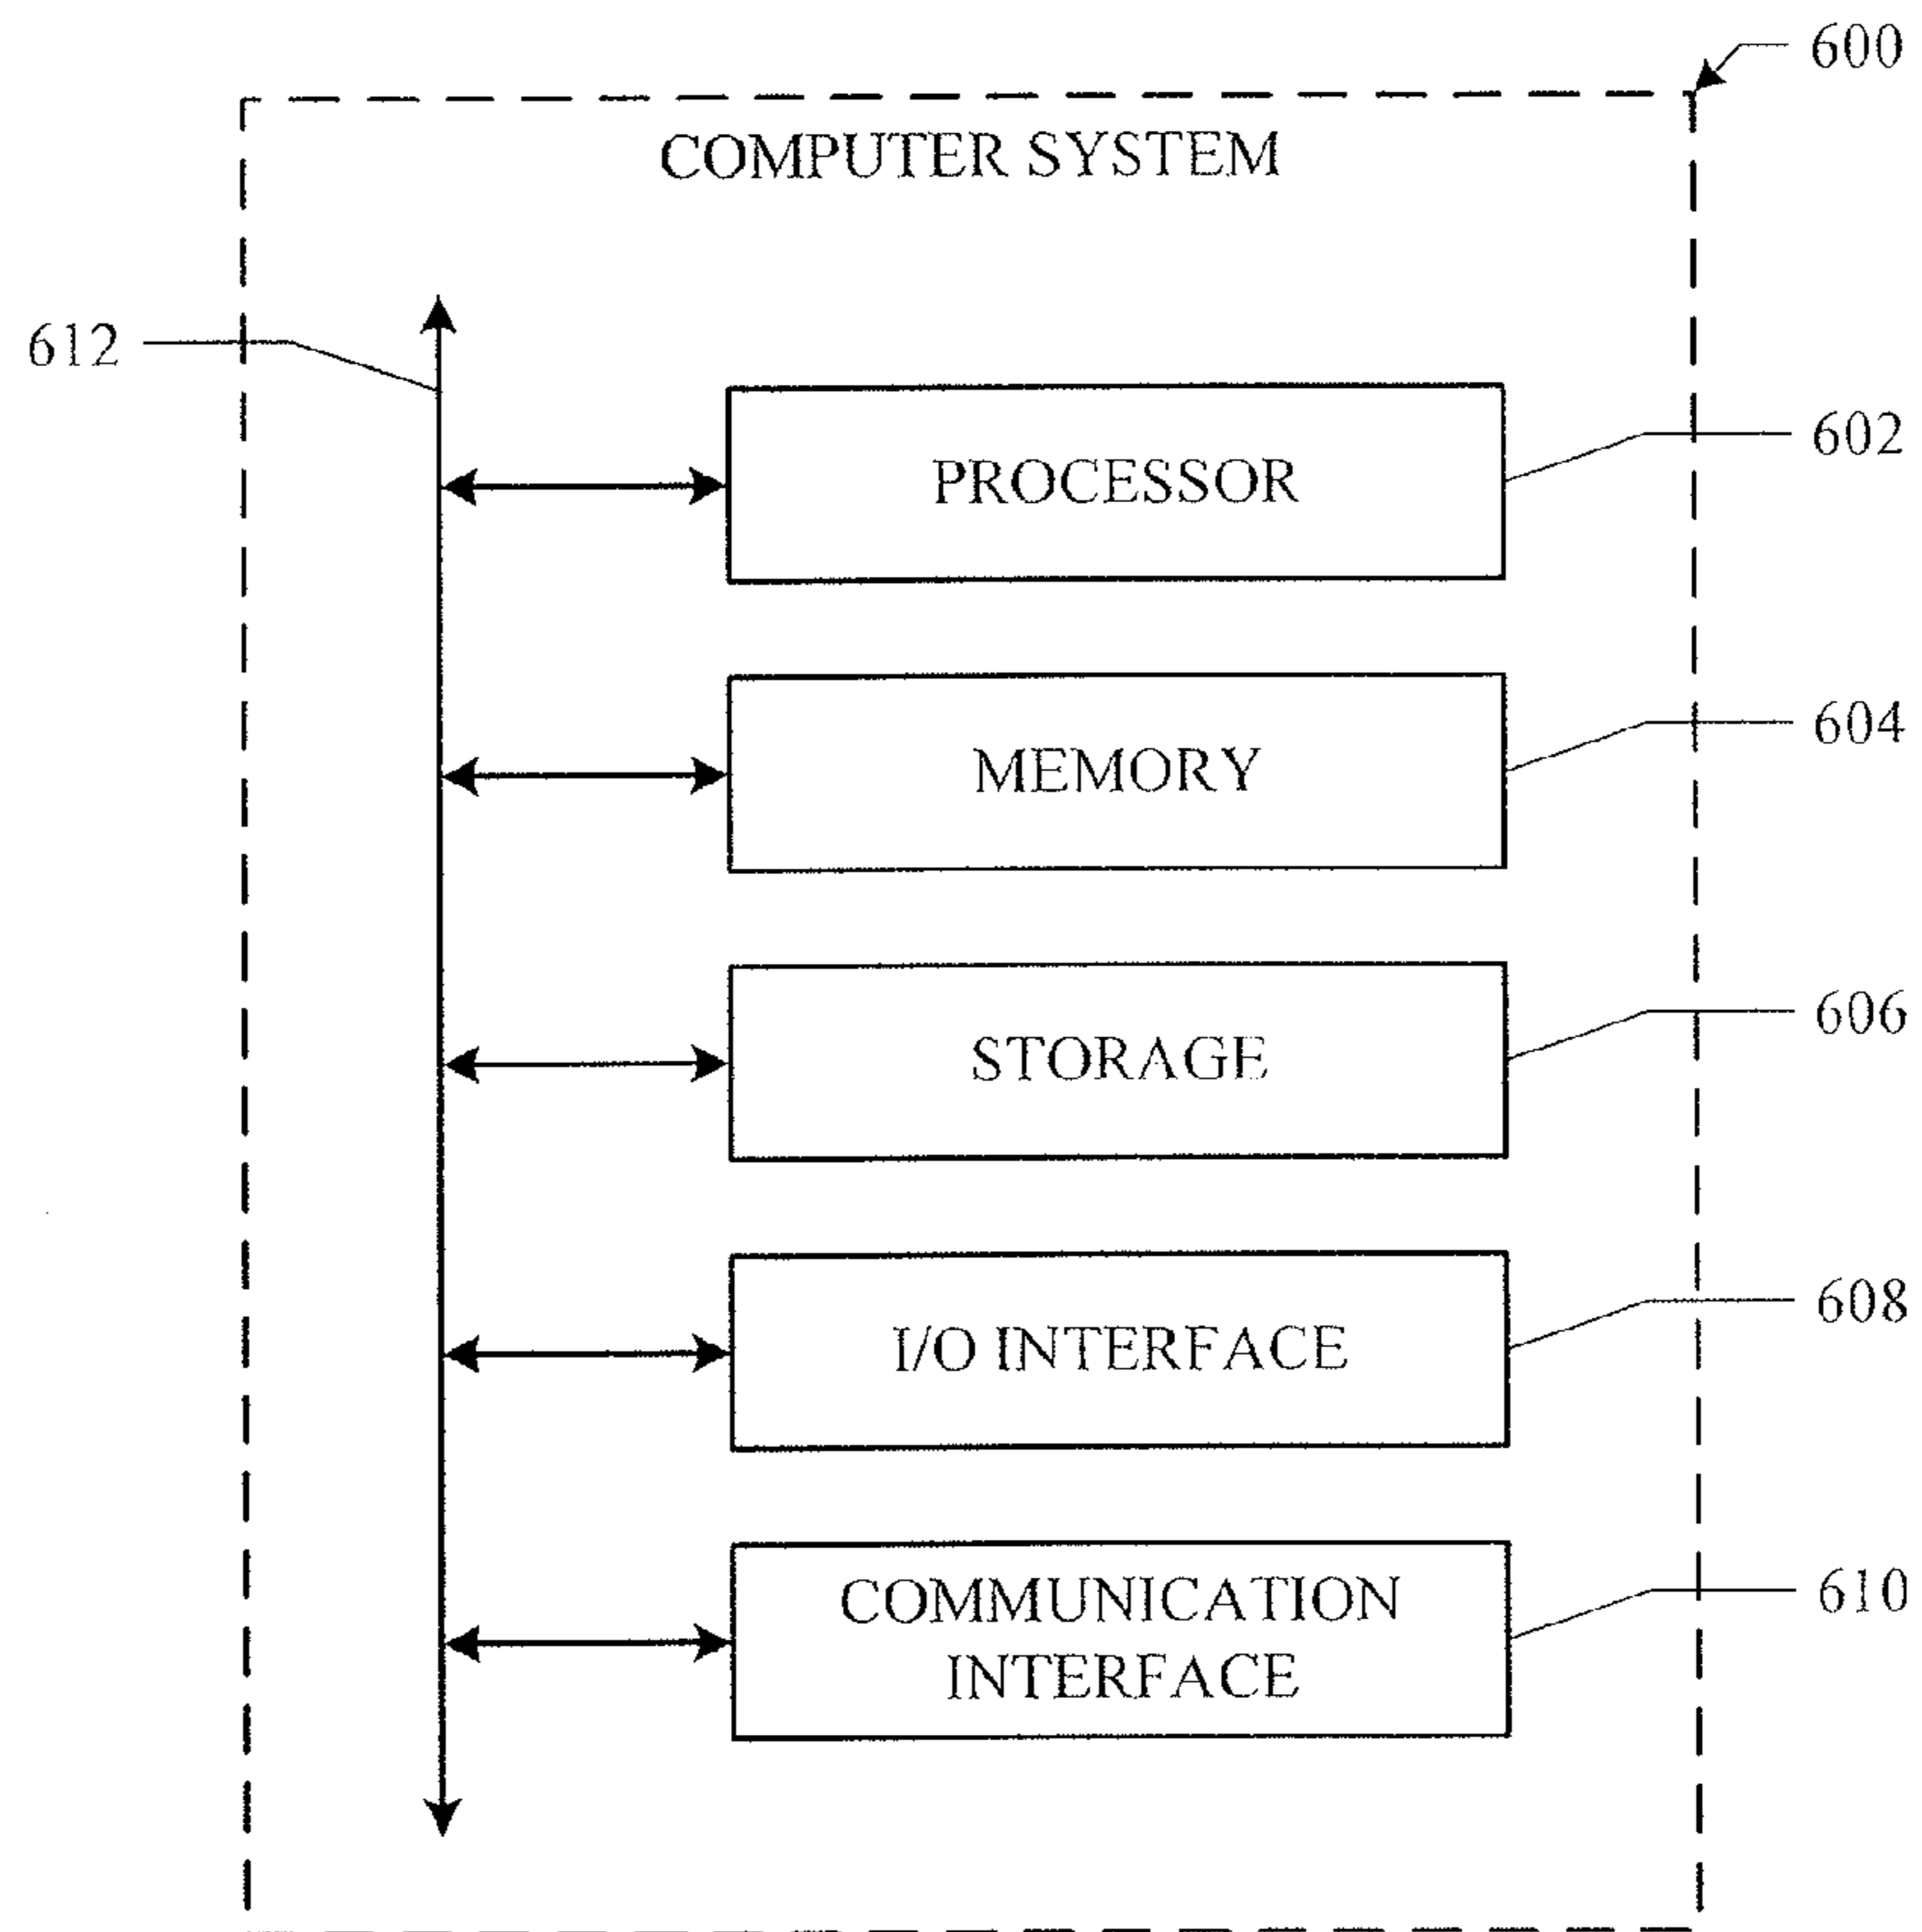 600
COMPUTER SYSTEM
612
PROCESSOR
602
MEMORY
604
STORAGE
606
I/O INTERFACE
608
COMMUNICATION
INTERFACE
610